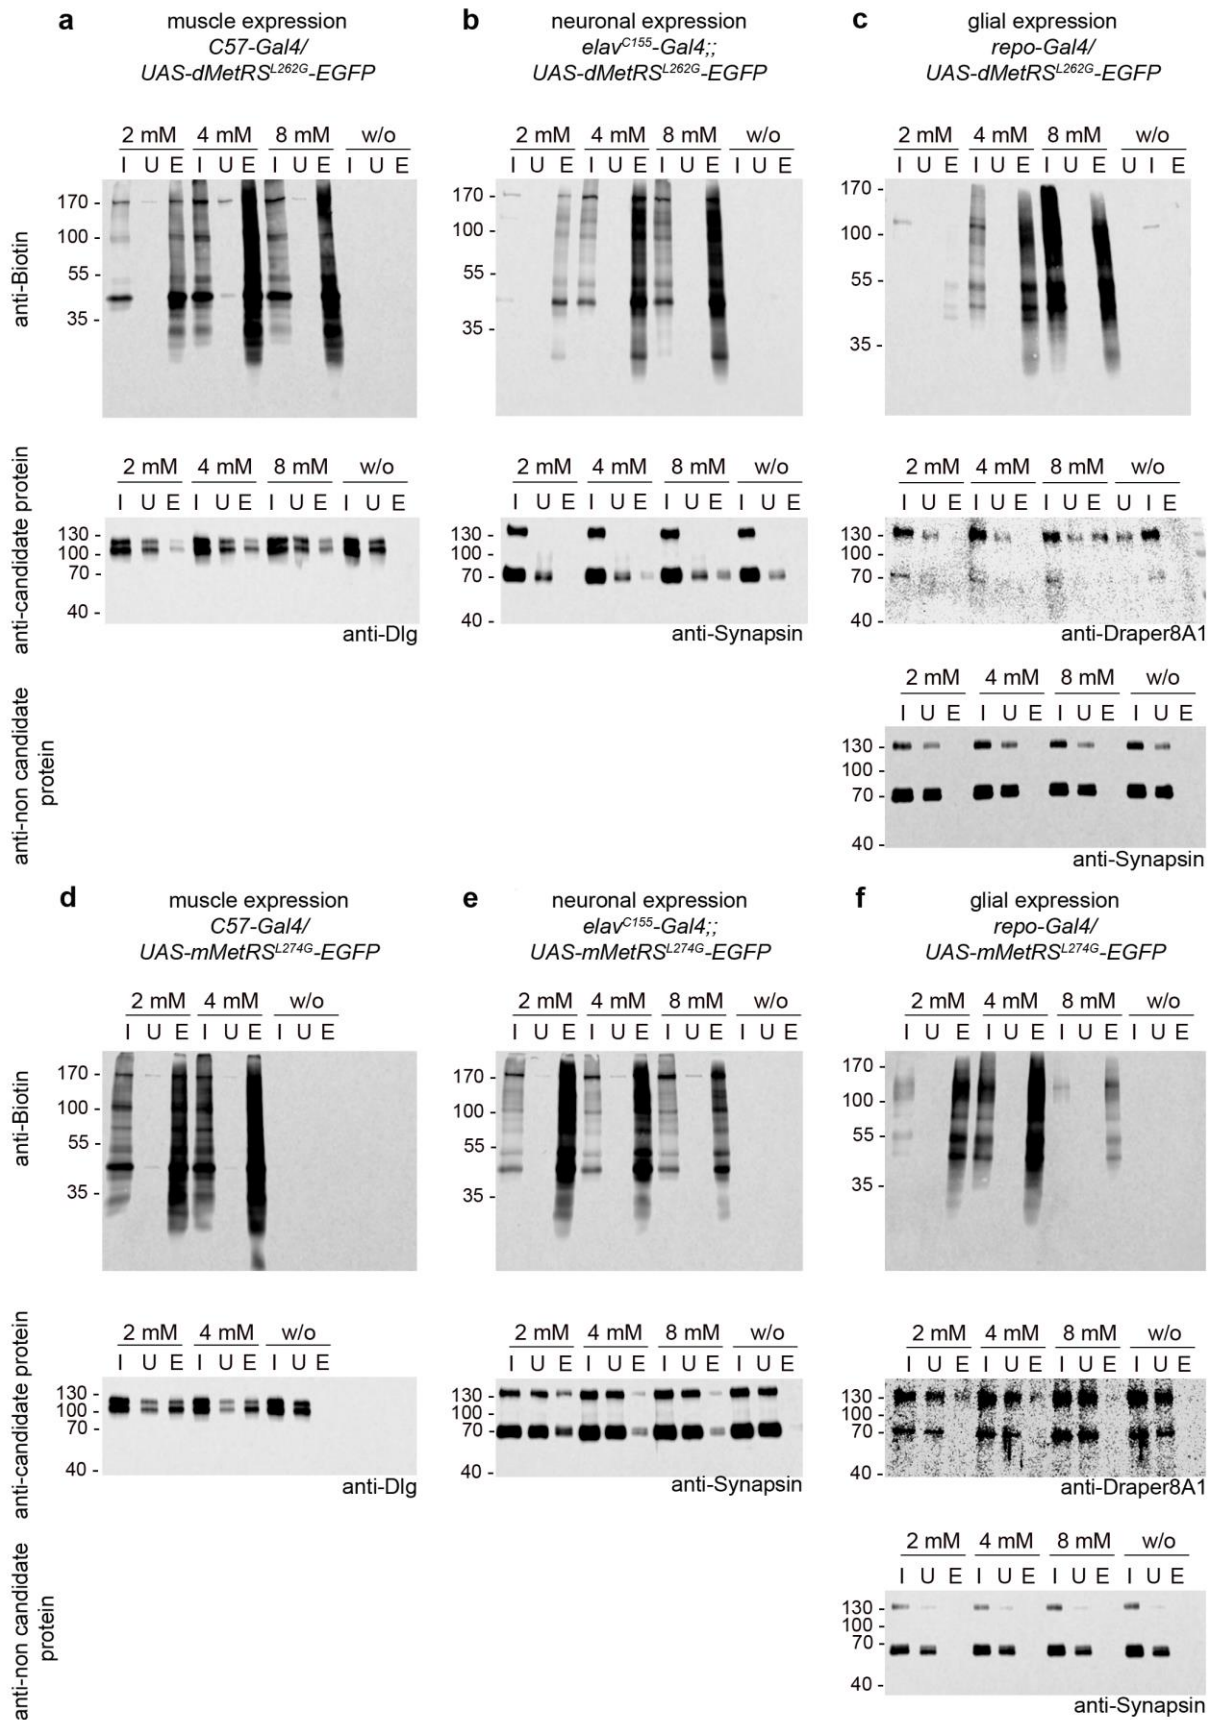 a
muscle expression
C57-Gal4/
UAS-dMetRS^L262G-EGFP
b
neuronal expression
elav^C155-Gal4;;
UAS-dMetRS^L262G-EGFP
c
glial expression
repo-Gal4/
UAS-dMetRS^L262G-EGFP
anti-Biotin
2 mM 4 mM 8 mM w/o
I U E I U E I U E I U E
170 -
100 -
55 -
35 -
2 mM 4 mM 8 mM w/o
I U E I U E I U E I U E
170 -
100 -
55 -
35 -
2 mM 4 mM 8 mM w/o
I U E I U E I U E U I E
170 -
100 -
55 -
35 -
anti-candidate protein
2 mM 4 mM 8 mM w/o
I U E I U E I U E I U E
130 -
100 -
70 -
40 -
anti-Dlg
2 mM 4 mM 8 mM w/o
I U E I U E I U E I U E
130 -
100 -
70 -
40 -
anti-Synapsin
2 mM 4 mM 8 mM w/o
I U E I U E I U E U I E
130 -
100 -
70 -
40 -
anti-Draper8A1
anti-non candidate
protein
2 mM 4 mM 8 mM w/o
I U E I U E I U E I U E
130 -
100 -
70 -
40 -
anti-Synapsin
d
muscle expression
C57-Gal4/
UAS-mMetRS^L274G-EGFP
e
neuronal expression
elav^C155-Gal4;;
UAS-mMetRS^L274G-EGFP
f
glial expression
repo-Gal4/
UAS-mMetRS^L274G-EGFP
anti-Biotin
2 mM 4 mM w/o
I U E I U E I U E
170 -
100 -
55 -
35 -
2 mM 4 mM 8 mM w/o
I U E I U E I U E I U E
170 -
100 -
55 -
35 -
2 mM 4 mM 8 mM w/o
I U E I U E I U E I U E
170 -
100 -
55 -
35 -
anti-candidate protein
2 mM 4 mM w/o
I U E I U E I U E
130 -
100 -
70 -
40 -
anti-Dlg
2 mM 4 mM 8 mM w/o
I U E I U E I U E I U E
130 -
100 -
70 -
40 -
anti-Synapsin
2 mM 4 mM 8 mM w/o
I U E I U E I U E I U E
130 -
100 -
70 -
40 -
anti-Draper8A1
anti-non candidate
protein
2 mM 4 mM 8 mM w/o
I U E I U E I U E I U E
130 -
100 -
70 -
40 -
anti-Synapsin